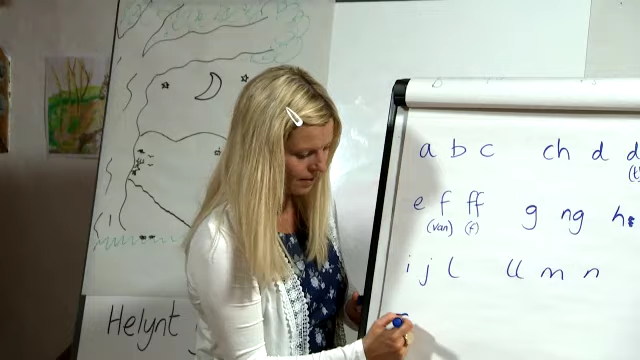 a b c ch d
e f ff g ng h
(van) (f)
i j l ll m n
Helynt